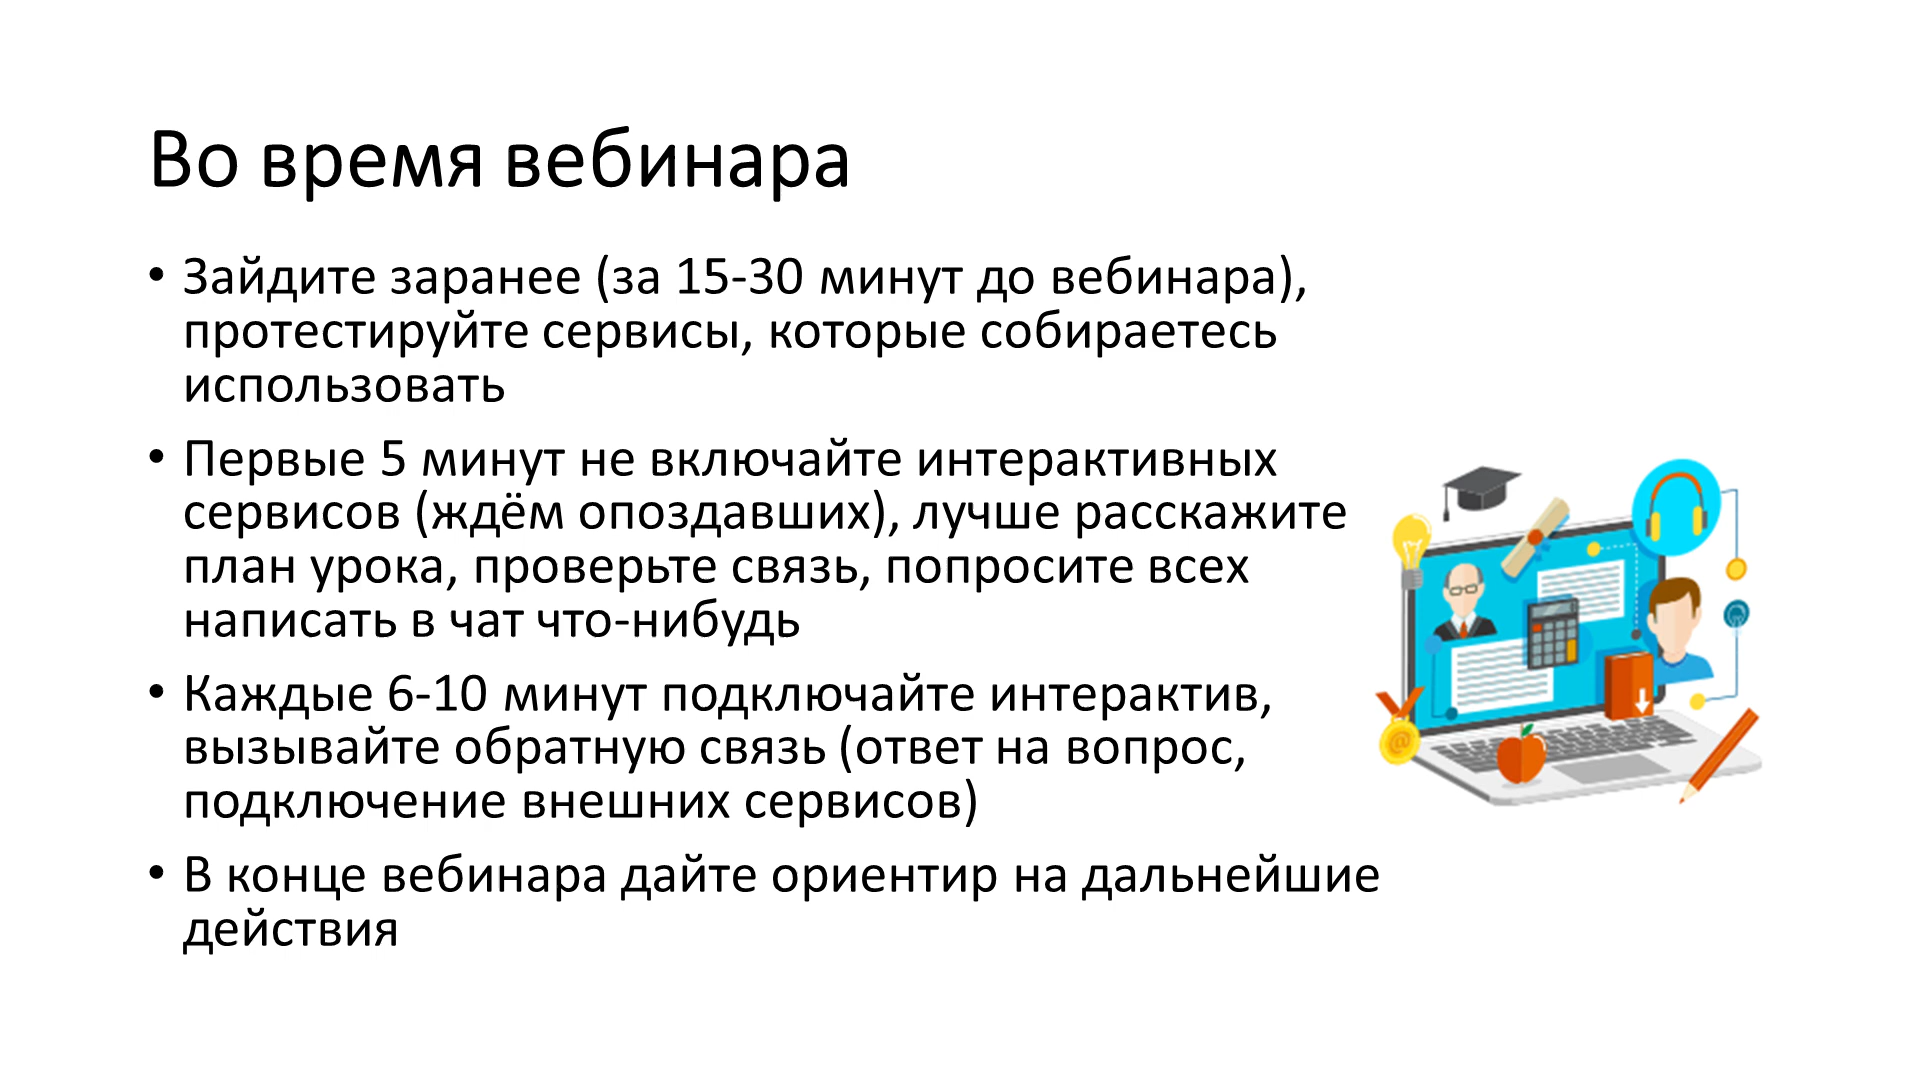 Во время вебинара
• Зайдите заранее (за 15-30 минут до вебинара),
протестируйте сервисы, которые собираетесь
использовать
• Первые 5 минут не включайте интерактивных
сервисов (ждём опоздавших), лучше расскажите
план урока, проверьте связь, попросите всех
написать в чат что-нибудь
• Каждые 6-10 минут подключайте интерактив,
вызывайте обратную связь (ответ на вопрос,
подключение внешних сервисов)
• В конце вебинара дайте ориентир на дальнейшие
действия